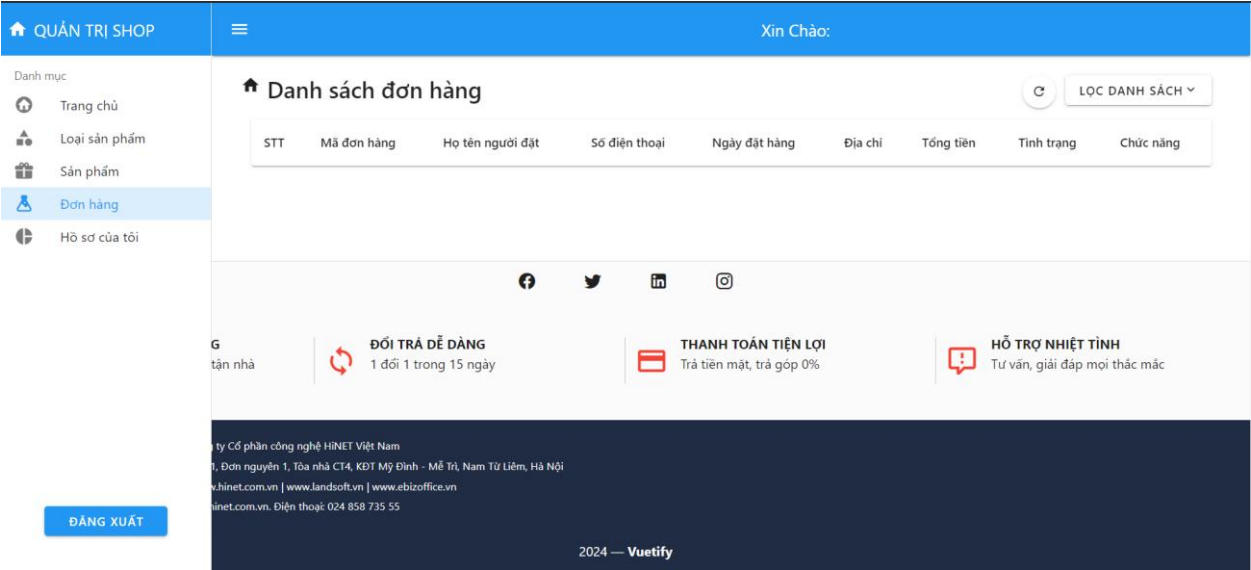 QUẢN TRỊ SHOP
Xin Chào:
Danh mục
Trang chủ
Loại sản phẩm
Sản phẩm
Đơn hàng
Hồ sơ của tôi
ĐĂNG XUẤT
Danh sách đơn hàng
LỌC DANH SÁCH
STT Mã đơn hàng Họ tên người đặt Số điện thoại Ngày đặt hàng Địa chỉ Tổng tiền Tình trạng Chức năng
G
tận nhà
ĐỔI TRẢ DỄ DÀNG
1 đổi 1 trong 15 ngày
THANH TOÁN TIỆN LỢI
Trả tiền mặt, trả góp 0%
HỖ TRỢ NHIỆT TÌNH
Tư vấn, giải đáp mọi thắc mắc
ty Cổ phần công nghệ HiNET Việt Nam
1, Đơn nguyên 1, Tòa nhà CT4, KĐT Mỹ Đình - Mễ Trì, Nam Từ Liêm, Hà Nội
.hinet.com.vn | www.landsoft.vn | www.ebizoffice.vn
hinet.com.vn. Điện thoại: 024 858 735 55
2024 — Vuetify